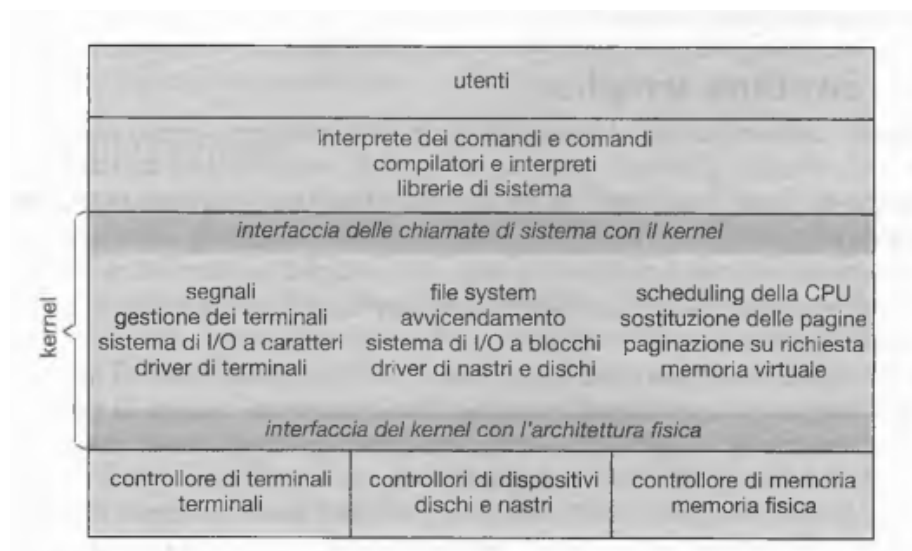 utenti
interprete dei comandi e comandi
compilatori e interpreti
librerie di sistema
interfaccia delle chiamate di sistema con il kernel
kernel
segnali
gestione dei terminali
sistema di I/O a caratteri
driver di terminali
file system
avvicendamento
sistema di I/O a blocchi
driver di nastri e dischi
scheduling della CPU
sostituzione delle pagine
paginazione su richiesta
memoria virtuale
interfaccia del kernel con l'architettura fisica
controllore di terminali
terminali
controllori di dispositivi
dischi e nastri
controllore di memoria
memoria fisica